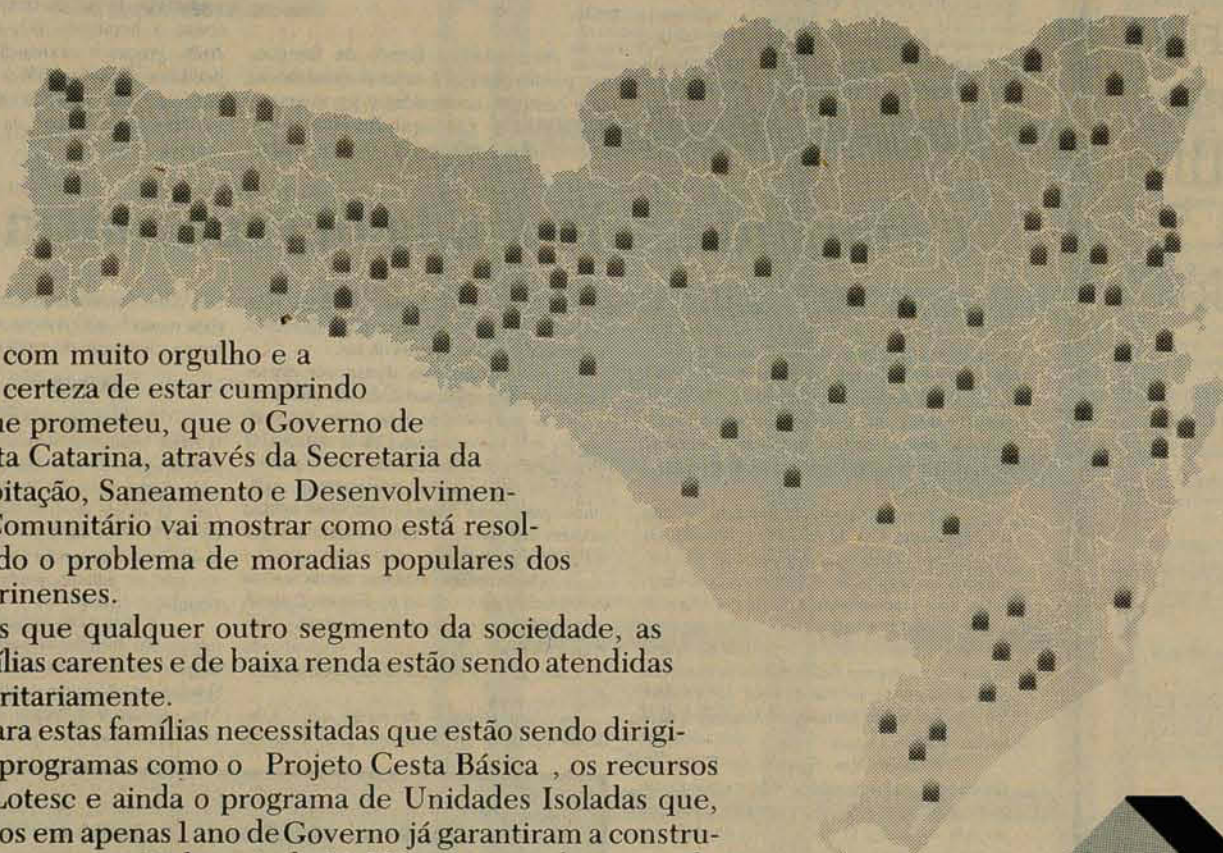 com muito orgulho e a
certeza de estar cumprindo
ue prometeu, que o Governo de
ta Catarina, através da Secretaria da
bitação, Saneamento e Desenvolvimen-
Comunitário vai mostrar como está resol-
do o problema de moradias populares dos
rinenses.
s que qualquer outro segmento da sociedade, as
ílias carentes e de baixa renda estão sendo atendidas
ritariamente.
ara estas famílias necessitadas que estão sendo dirigi-
programas como o Projeto Cesta Básica , os recursos
Lotesc e ainda o programa de Unidades Isoladas que,
os em apenas 1 ano de Governo já garantiram a constru-